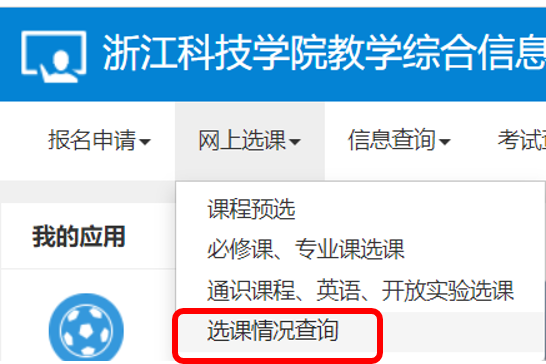 浙江科技学院教学综合信息
报名申请 网上选课 信息查询 考试
课程预选
我的应用
必修课、专业课选课
通识课程、英语、开放实验选课
选课情况查询